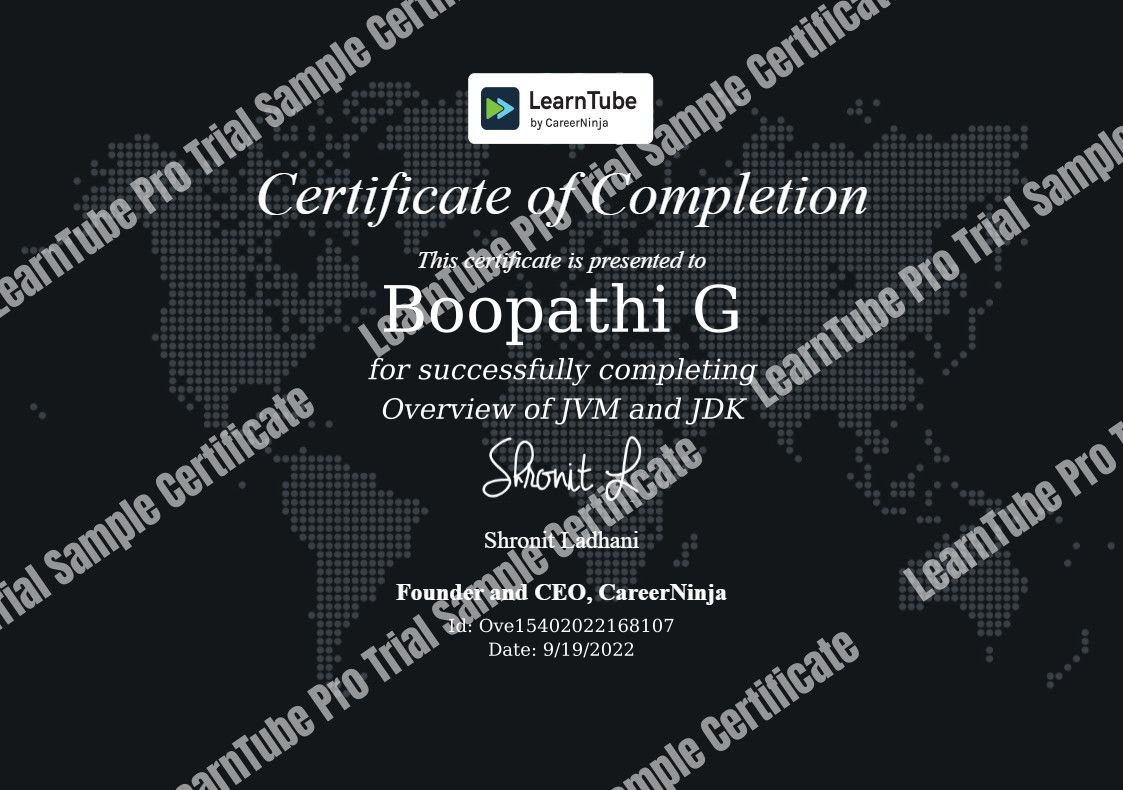 LearnTube
by CareerNinja
Certificate of Completion
This certificate is presented to
Boopathi G
for successfully completing
Overview of JVM and JDK
Shronit L
Shronit Ladhani
Founder and CEO, CareerNinja
Id: Ove15402022168107
Date: 9/19/2022
LearnTube Pro Trial Sample Certificate
LearnTube Pro Trial Sample Certificate
LearnTube Pro Trial Sample
Trial Sample Certificate
LearnTube Pro Trial Sample Certificate
LearnTube Pro
Sample Certificate